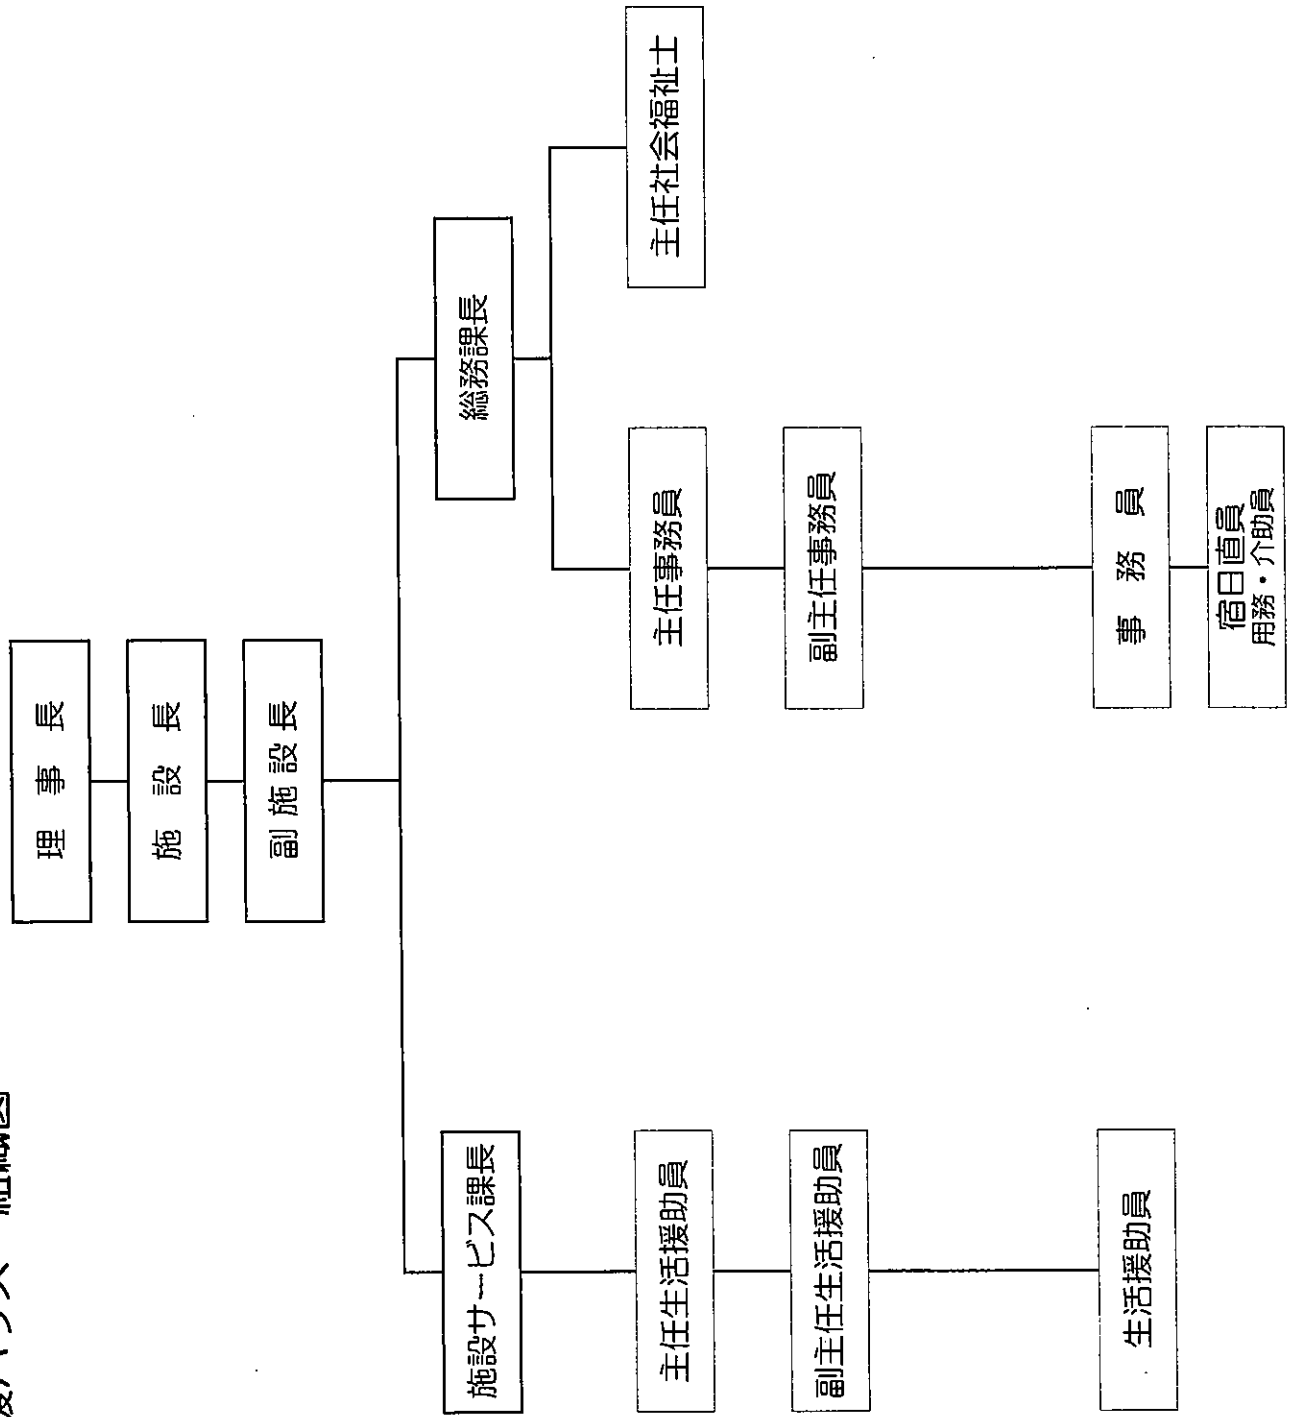 ハウス 組織図
理事長
施設長
副施設長
施設サービス課長
総務課長
主任生活援助員
主任事務員
主任社会福祉士
副主任生活援助員
副主任事務員
生活援助員
事務員
宿日直員
用務・介助員